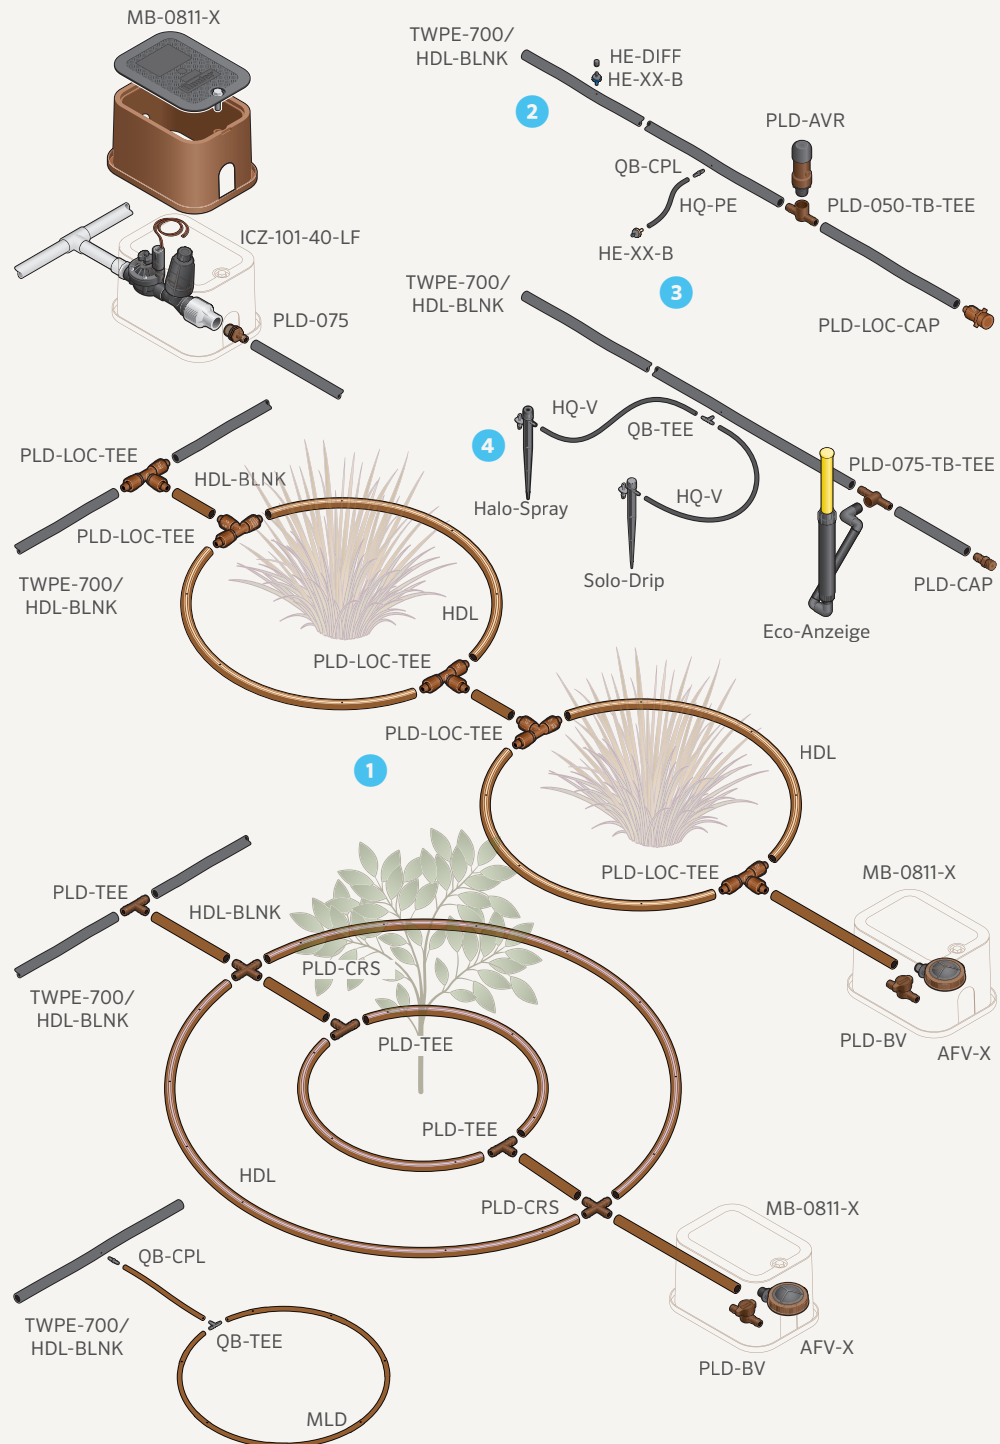 MB-0811-X
TWPE-700/
HDL-BLNK
HE-DIFF
HE-XX-B
2
PLD-AVR
QB-CPL
HQ-PE
PLD-050-TB-TEE
ICZ-101-40-LF
HE-XX-B
TWPE-700/
HDL-BLNK
3
PLD-075
PLD-LOC-CAP
HQ-V
QB-TEE
4
PLD-LOC-TEE
HDL-BLNK
PLD-075-TB-TEE
HQ-V
Halo-Spray
PLD-LOC-TEE
Solo-Drip
TWPE-700/
HDL-BLNK
PLD-CAP
HDL
Eco-Anzeige
PLD-LOC-TEE
PLD-LOC-TEE
HDL
1
PLD-LOC-TEE
MB-0811-X
PLD-TEE
HDL-BLNK
PLD-CRS
TWPE-700/
HDL-BLNK
PLD-TEE
PLD-BV
AFV-X
PLD-TEE
HDL
PLD-CRS
MB-0811-X
QB-CPL
TWPE-700/
HDL-BLNK
QB-TEE
AFV-X
PLD-BV
MLD